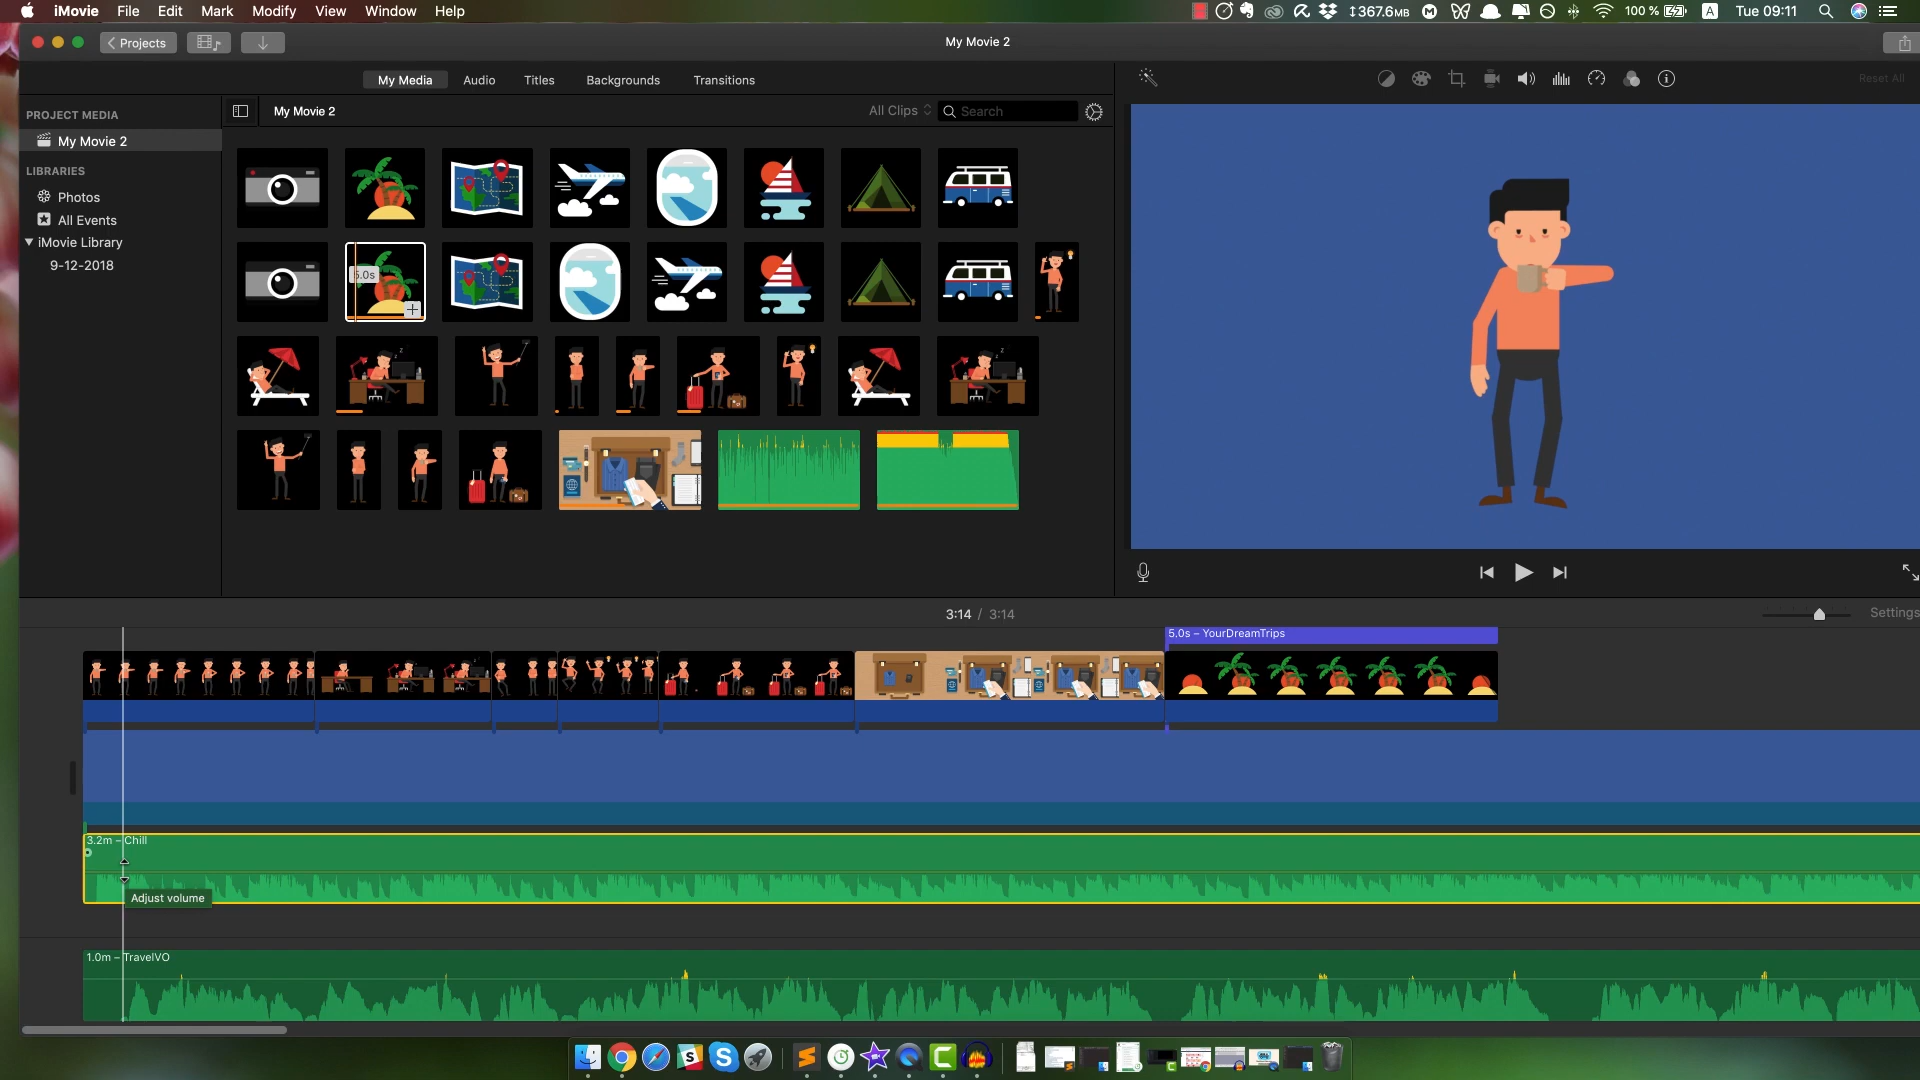 iMovie File Edit Mark Modify View Window Help
367.6MB 100 % A Tue 09:11
Projects
My Movie 2
My Media Audio Titles Backgrounds Transitions
Reset All
PROJECT MEDIA
My Movie 2
All Clips
Search
My Movie 2
LIBRARIES
Photos
All Events
iMovie Library
9-12-2018
5.0s
3:14 / 3:14
Settings
5.0s – YourDreamTrips
3.2m – Chill
Adjust volume
1.0m – TravelVO